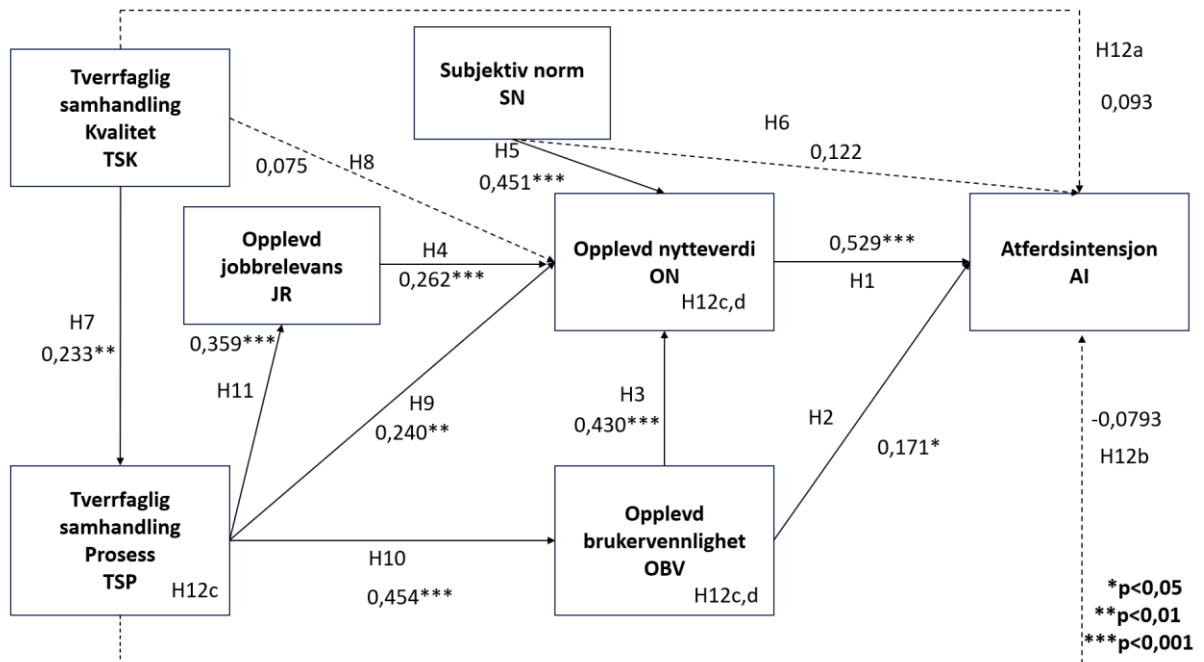 Tverrfaglig
samhandling
Kvalitet
TSK
Subjektiv norm
SN
H12a
0,093
H6
0,122
H5
0,451***
H8
0,075
Opplevd
jobbrelevans
JR
H4
0,262***
Opplevd nytteverdi
ON
H12c,d
0,529***
H1
Atferdsintensjon
AI
H7
0,233**
0,359***
H11
H9
0,240**
H3
0,430***
H2
0,171*
-0,0793
H12b
Tverrfaglig
samhandling
Prosess
TSP
H12c
H10
0,454***
Opplevd
brukervennlighet
OBV
H12c,d
*p<0,05
**p<0,01
***p<0,001